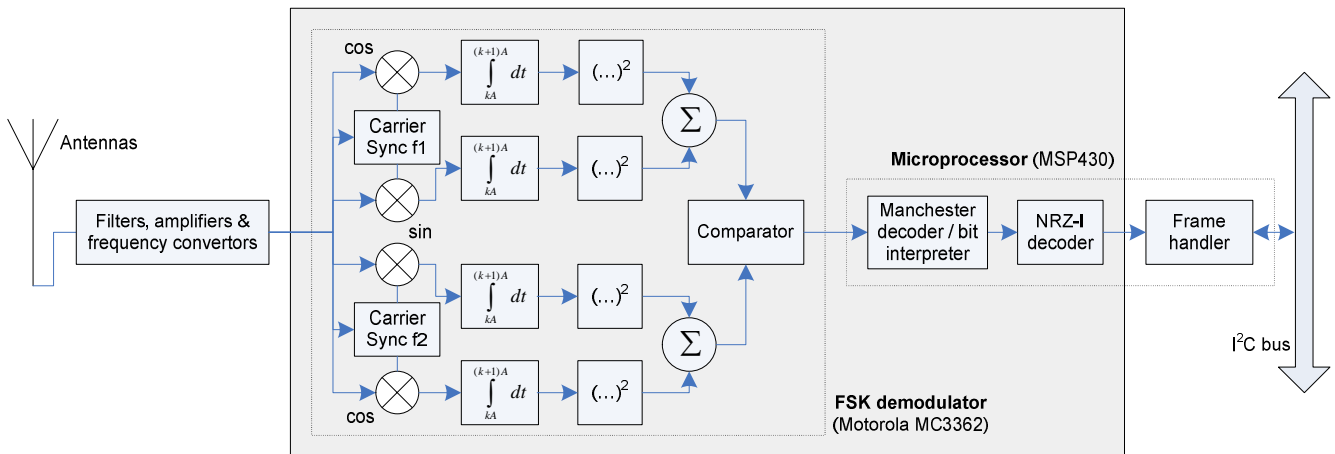 Antennas
Filters, amplifiers &
frequency convertors
cos
Carrier
Sync f1
sin
Carrier
Sync f2
cos
(k+1)A
∫ dt
kA
(...)²
(k+1)A
∫ dt
kA
(...)²
(k+1)A
∫ dt
kA
(...)²
(k+1)A
∫ dt
kA
(...)²
Σ
Σ
Comparator
FSK demodulator
(Motorola MC3362)
Microprocessor (MSP430)
Manchester
decoder / bit
interpreter
NRZ-I
decoder
Frame
handler
I²C bus